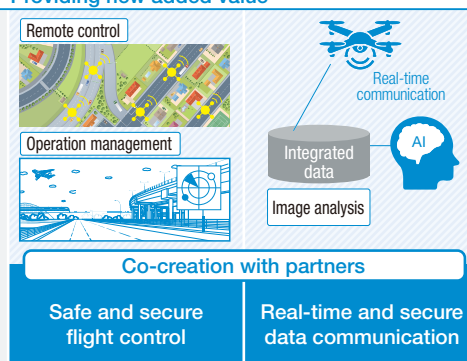 Providing new added value
Remote control
Operation management
Real-time
communication
AI
Integrated
data
Image analysis
Co-creation with partners
Safe and secure
flight control
Real-time and secure
data communication